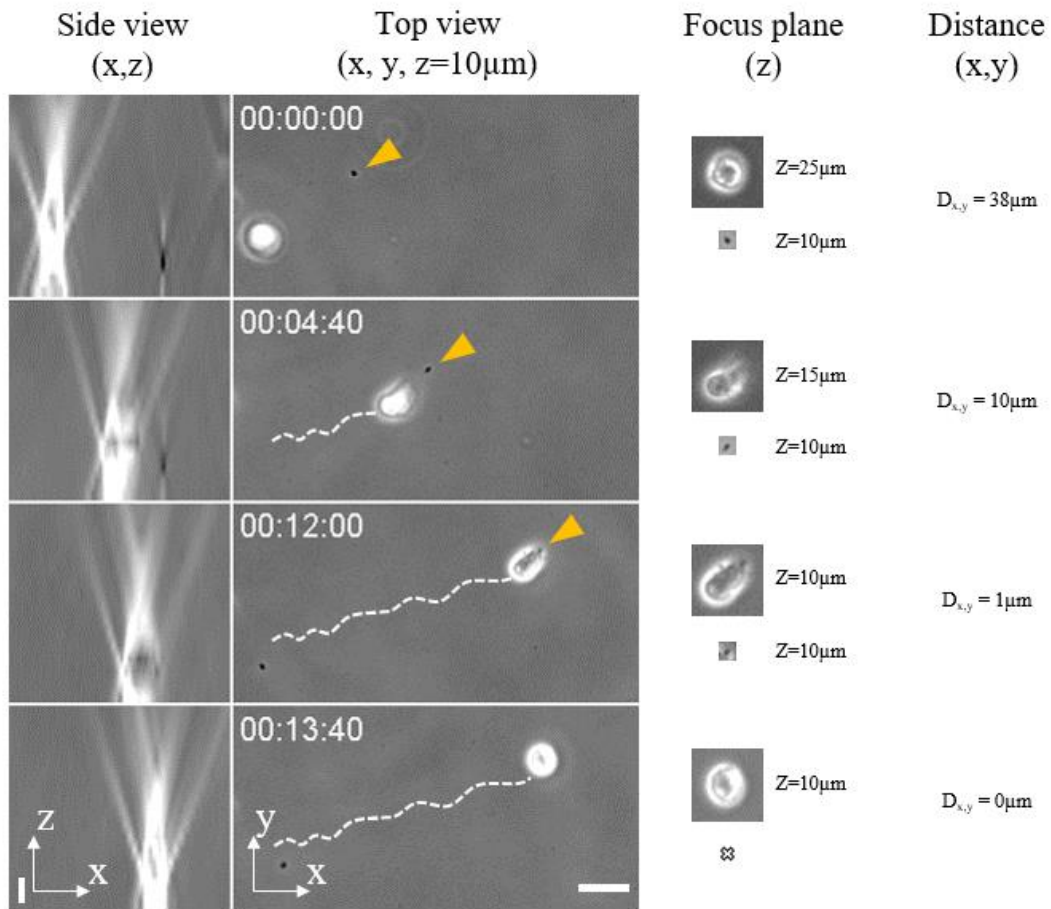 Side view
(x,z)
Top view
(x, y, z=10µm)
Focus plane
(z)
Distance
(x,y)
00:00:00
Z=25µm
Z=10µm
Dx,y = 38µm
00:04:40
Z=15µm
Z=10µm
Dx,y = 10µm
00:12:00
Z=10µm
Z=10µm
Dx,y = 1µm
00:13:40
Z=10µm
Dx,y = 0µm
z
x
y
x